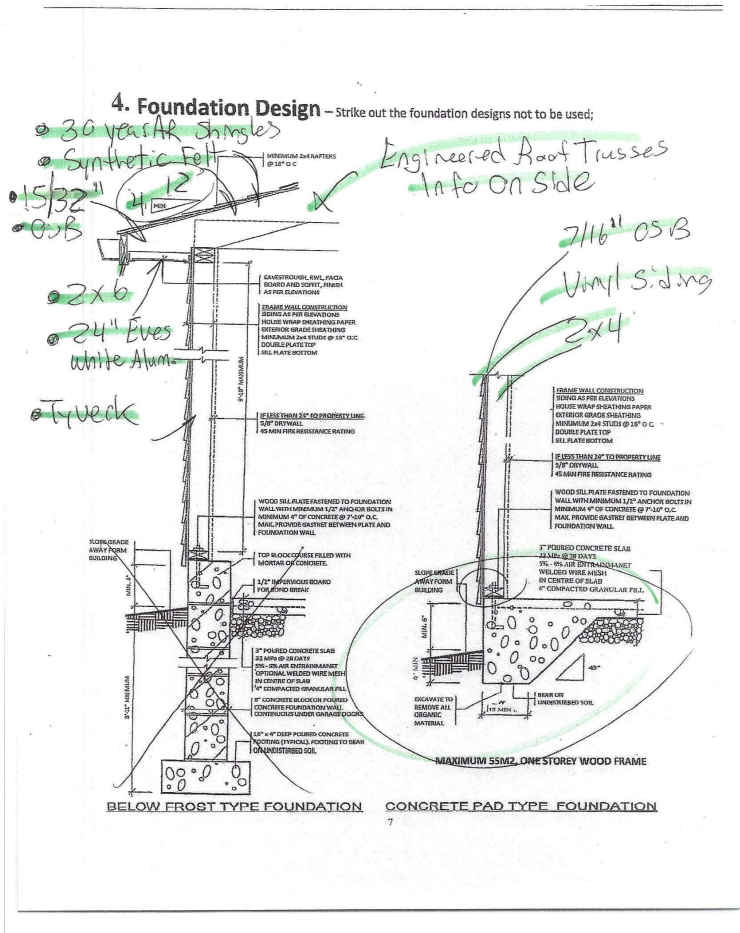 4. Foundation Design – Strike out the foundation designs not to be used;
30 year AR Shingles
Synthetic Felt
15/32"
OSB
4
12
MIN
MINIMUM 2x4 RAFTERS
@ 16" O.C
Engineered Roof Trusses
Info On Side
2x6
24" Eves
white Alum.
Tyveck
EAVESTROUGH, RWL, FACIA
BOARD AND SOFFIT, FINISH
AS PER ELEVATIONS
FRAME WALL CONSTRUCTION
SIDING AS PER ELEVATIONS
HOUSE WRAP SHEATHING PAPER
EXTERIOR GRADE SHEATHING
MINUMUM 2x4 STUDS @ 16" O.C.
DOUBLE PLATE TOP
SILL PLATE BOTTOM
9'-10" MAXIMUM
IF LESS THAN 24" TO PROPERTY LINE
5/8" DRYWALL
45 MIN FIRE RESISTANCE RATING
WOOD SILL PLATE FASTENED TO FOUNDATION
WALL WITH MINIMUM 1/2" ANCHOR BOLTS IN
MINIMUM 4" OF CONCRETE @ 7'-10" O.C.
MAX. PROVIDE GASTKET BETWEEN PLATE AND
FOUNDATION WALL
SLOPE GRADE
AWAY FORM
BUILDING
TOP BLOCK COURSE FILLED WITH
MORTAR OR CONCRETE.
1/2" IMPERVIOUS BOARD
FOR BOND BREAK
MIN. 6"
3" POURED CONCRETE SLAB
32 MPa @ 28 DAYS
5% - 8% AIR ENTRAINMANET
OPTIONAL WELDED WIRE MESH
IN CENTRE OF SLAB
4" COMPACTED GRANULAR FILL
8" CONCRETE BLOCK OR POURED
CONCRETE FOUNDATION WALL
CONTINUOUS UNDER GARAGE DOORS
16" x 4" DEEP POURED CONCRETE
FOOTING (TYPICAL). FOOTING TO BEAR
ON UNDISTURBED SOIL
3'-11" MINIMUM
BELOW FROST TYPE FOUNDATION
7/16" OSB
Vinyl Siding
2x4
FRAME WALL CONSTRUCTION
SIDING AS PER ELEVATIONS
HOUSE WRAP SHEATHING PAPER
EXTERIOR GRADE SHEATHING
MINUMUM 2x4 STUDS @ 16" O.C.
DOUBLE PLATE TOP
SILL PLATE BOTTOM
IF LESS THAN 24" TO PROPERTY LINE
5/8" DRYWALL
45 MIN FIRE RESISTANCE RATING
WOOD SILL PLATE FASTENED TO FOUNDATION
WALL WITH MINIMUM 1/2" ANCHOR BOLTS IN
MINIMUM 4" OF CONCRETE @ 7'-10" O.C.
MAX. PROVIDE GASTKET BETWEEN PLATE AND
FOUNDATION WALL
3" POURED CONCRETE SLAB
32 MPa @ 28 DAYS
5% - 8% AIR ENTRAINMANET
WELDED WIRE MESH
IN CENTRE OF SLAB
4" COMPACTED GRANULAR FILL
SLOPE GRADE
AWAY FORM
BUILDING
MIN. 6"
6" MIN
45°
EXCAVATE TO
REMOVE ALL
ORGANIC
MATERIAL
12 MIN
BEAR ON
UNDISTURBED SOIL
MAXIMUM 55M2, ONE STOREY WOOD FRAME
CONCRETE PAD TYPE FOUNDATION
7